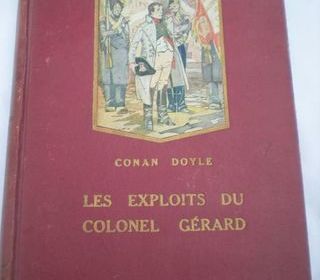 CONAN DOYLE
LES EXPLOITS DU
COLONEL GÉRARD